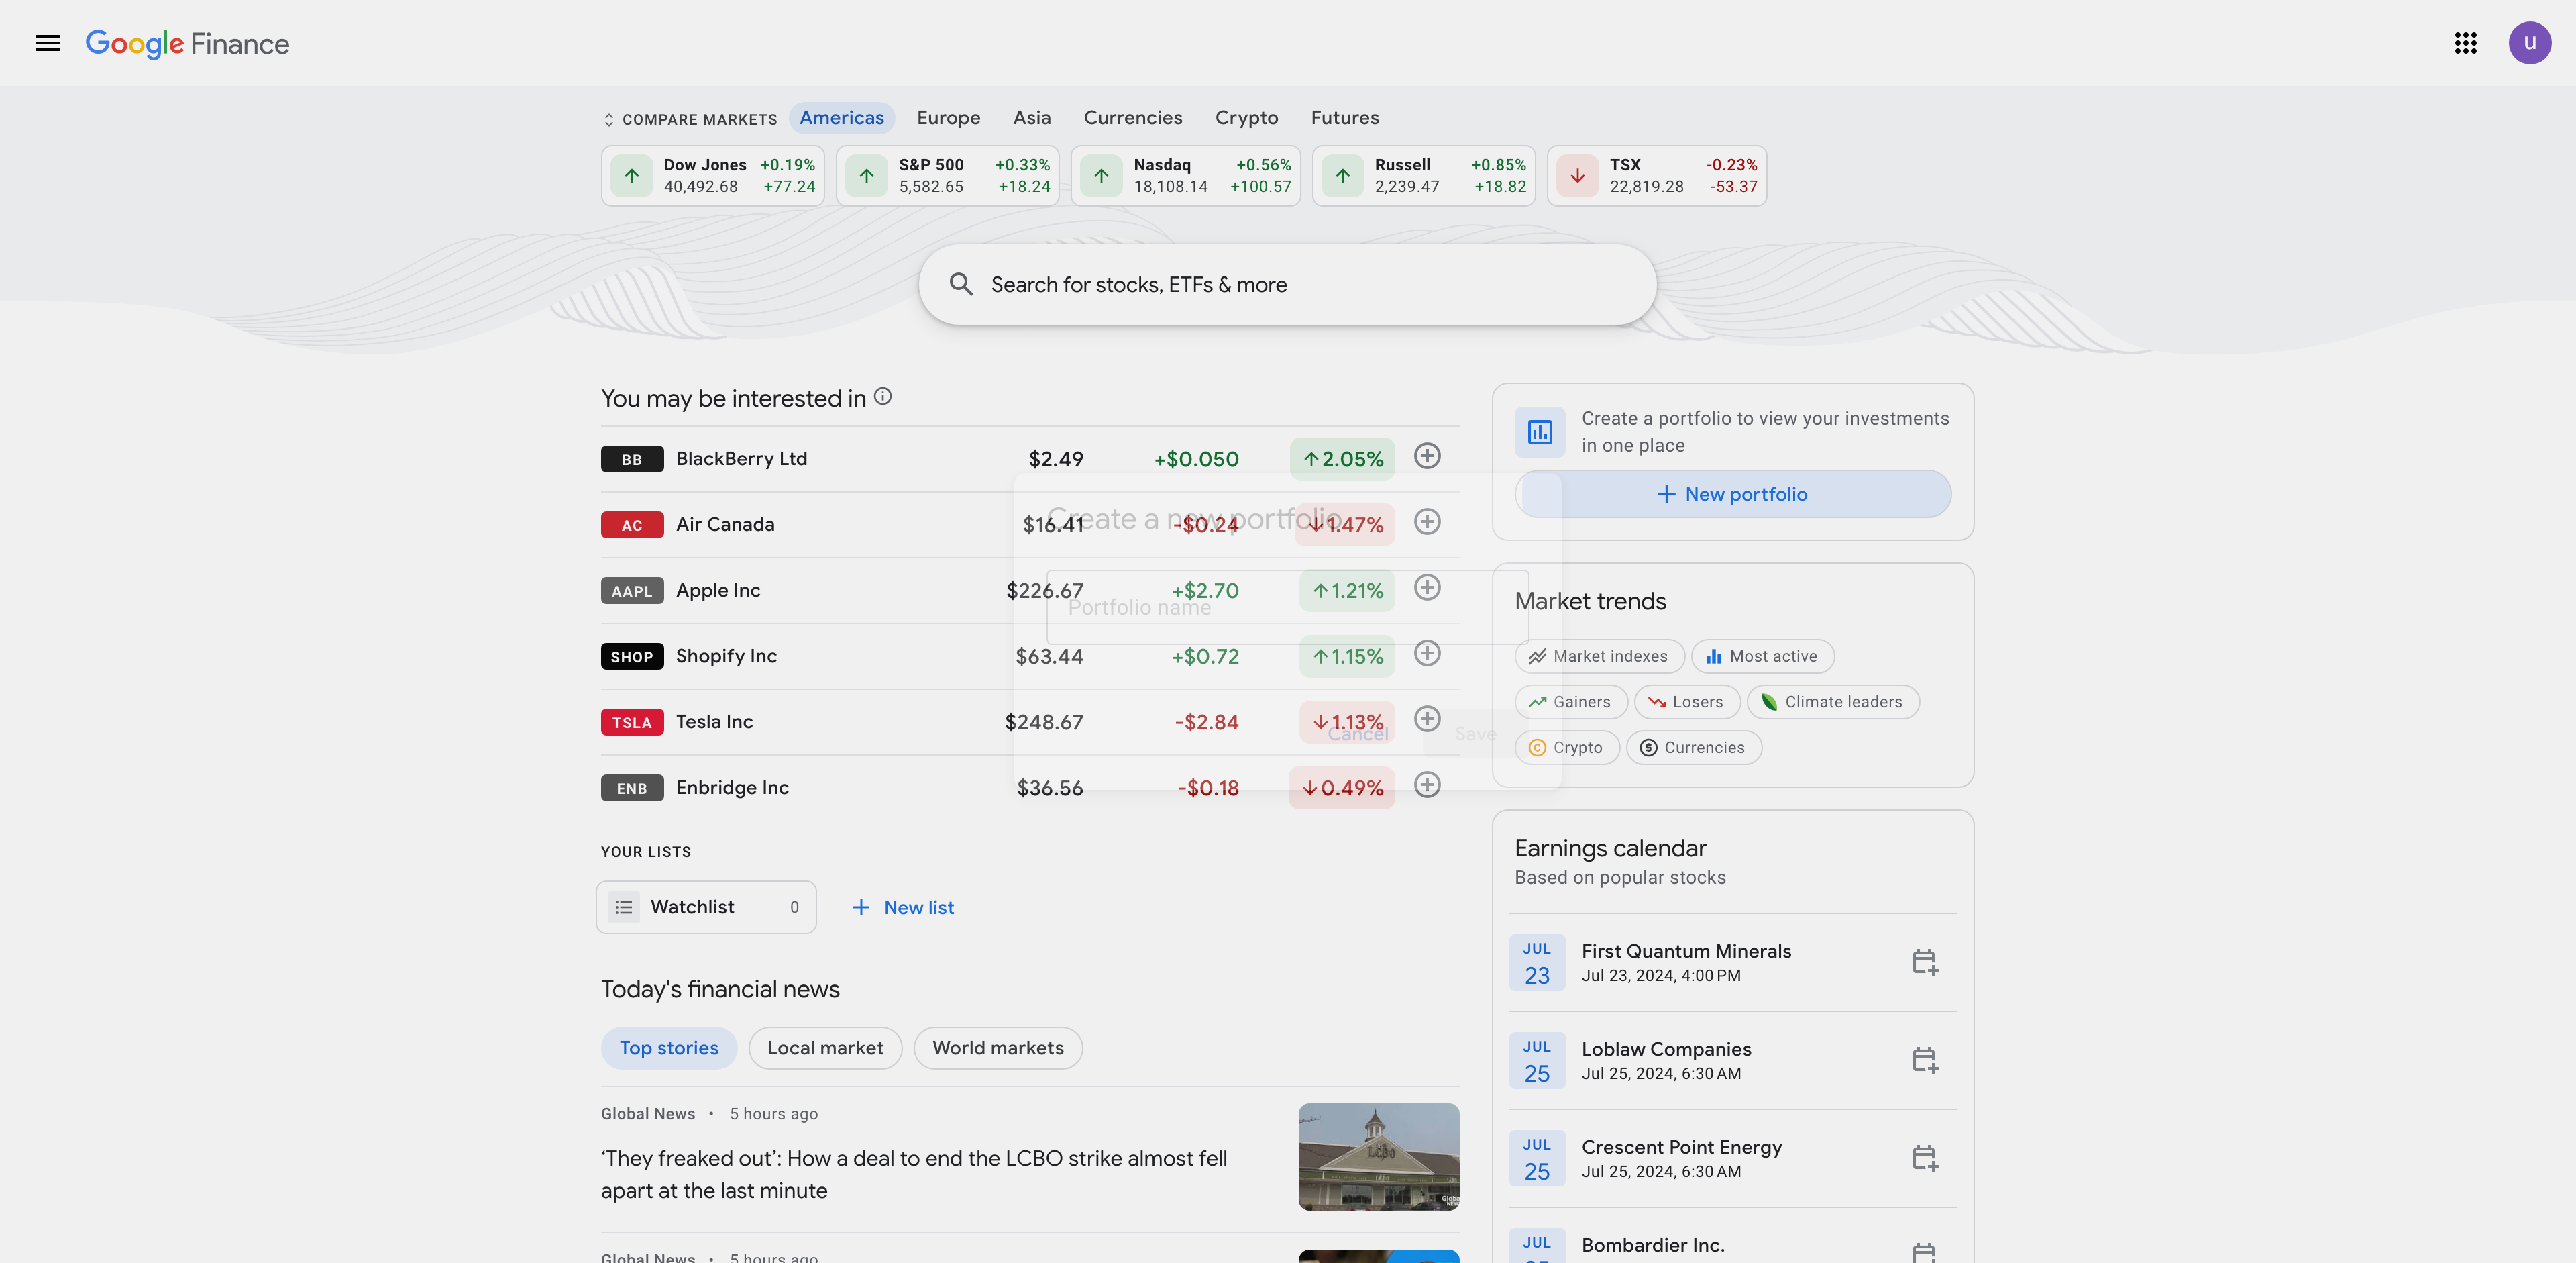 Google Finance
U
COMPARE MARKETS Americas Europe Asia Currencies Crypto Futures
Dow Jones +0.19%
40,492.68 +77.24
S&P 500 +0.33%
5,582.65 +18.24
Nasdaq +0.56%
18,108.14 +100.57
Russell +0.85%
2,239.47 +18.82
TSX -0.23%
22,819.28 -53.37
Search for stocks, ETFs & more
You may be interested in
BB BlackBerry Ltd $2.49 +$0.050 2.05%
AC Air Canada $16.41 -$0.24 1.47%
AAPL Apple Inc $226.67 +$2.70 1.21%
SHOP Shopify Inc $63.44 +$0.72 1.15%
TSLA Tesla Inc $248.67 -$2.84 1.13%
ENB Enbridge Inc $36.56 -$0.18 0.49%
Create a new portfolio
Portfolio name
Cancel Save
YOUR LISTS
Watchlist 0
+ New list
Today's financial news
Top stories Local market World markets
Global News • 5 hours ago
‘They freaked out’: How a deal to end the LCBO strike almost fell
apart at the last minute
LCBO
Global News • 5 hours ago
Create a portfolio to view your investments
in one place
+ New portfolio
Market trends
Market indexes Most active
Gainers Losers Climate leaders
Crypto Currencies
Earnings calendar
Based on popular stocks
JUL
23
First Quantum Minerals
Jul 23, 2024, 4:00 PM
JUL
25
Loblaw Companies
Jul 25, 2024, 6:30 AM
JUL
25
Crescent Point Energy
Jul 25, 2024, 6:30 AM
JUL
Bombardier Inc.